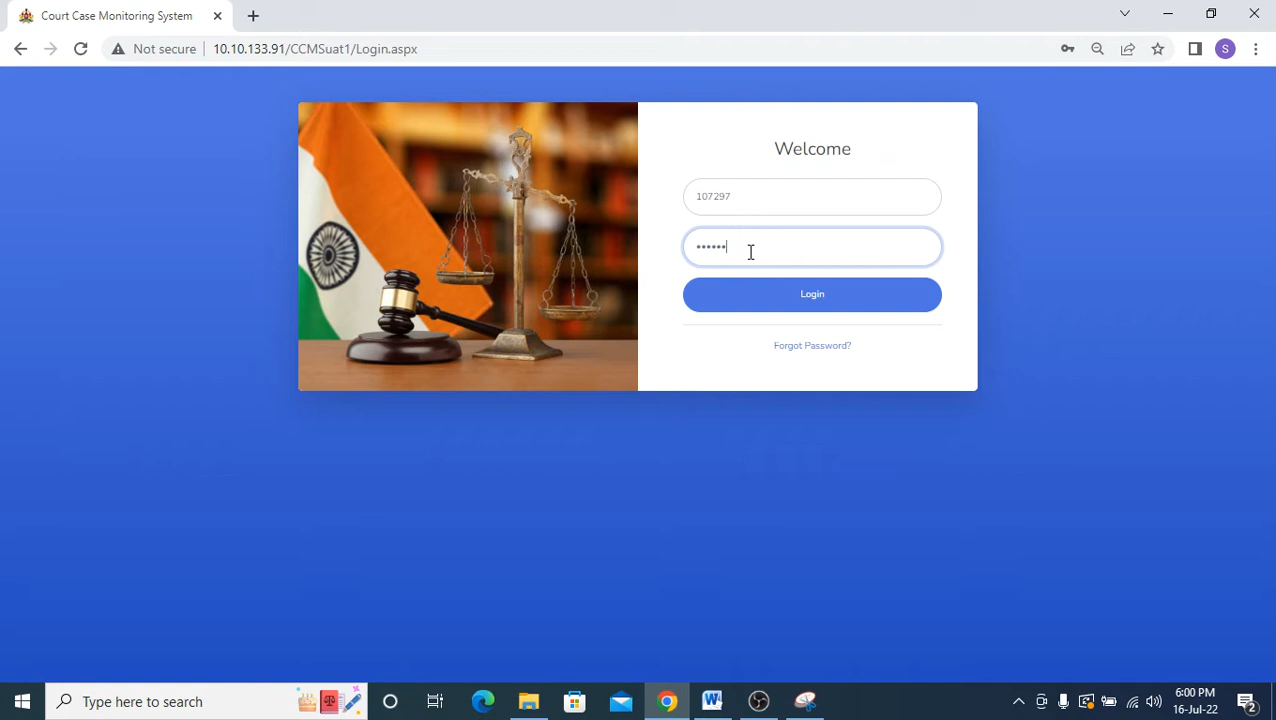 Court Case Monitoring System
Not secure 10.10.133.91/CCMSuat1/Login.aspx
S
Welcome
107297
••••••
Login
Forgot Password?
Type here to search
6:00 PM
16-Jul-22
2